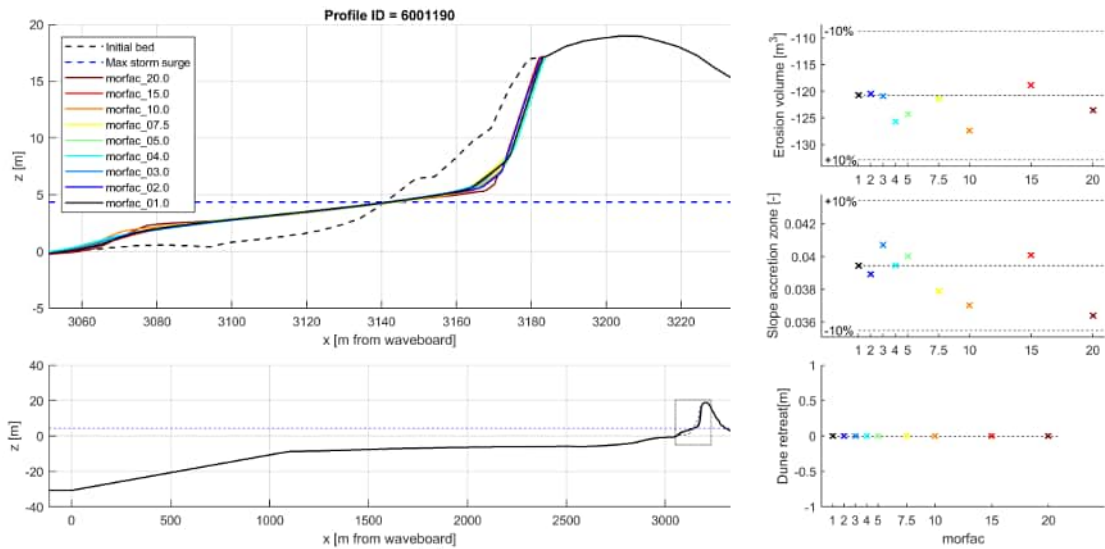 Profile ID = 6001190
20
15
10
5
0
-5
z [m]
Initial bed
Max storm surge
morfac_20.0
morfac_15.0
morfac_10.0
morfac_07.5
morfac_05.0
morfac_04.0
morfac_03.0
morfac_02.0
morfac_01.0
3060 3080 3100 3120 3140 3160 3180 3200 3220
x [m from waveboard]
40
20
0
-20
-40
z [m]
0 500 1000 1500 2000 2500 3000
x [m from waveboard]
Erosion volume [m³]
-110
-115
-120
-125
-130
-10%
+10%
1 2 3 4 5 7.5 10 15 20
Slope accretion zone [-]
0.042
0.04
0.038
0.036
+10%
-10%
1 2 3 4 5 7.5 10 15 20
Dune retreat[m]
1
0.5
0
-0.5
-1
1 2 3 4 5 7.5 10 15 20
morfac